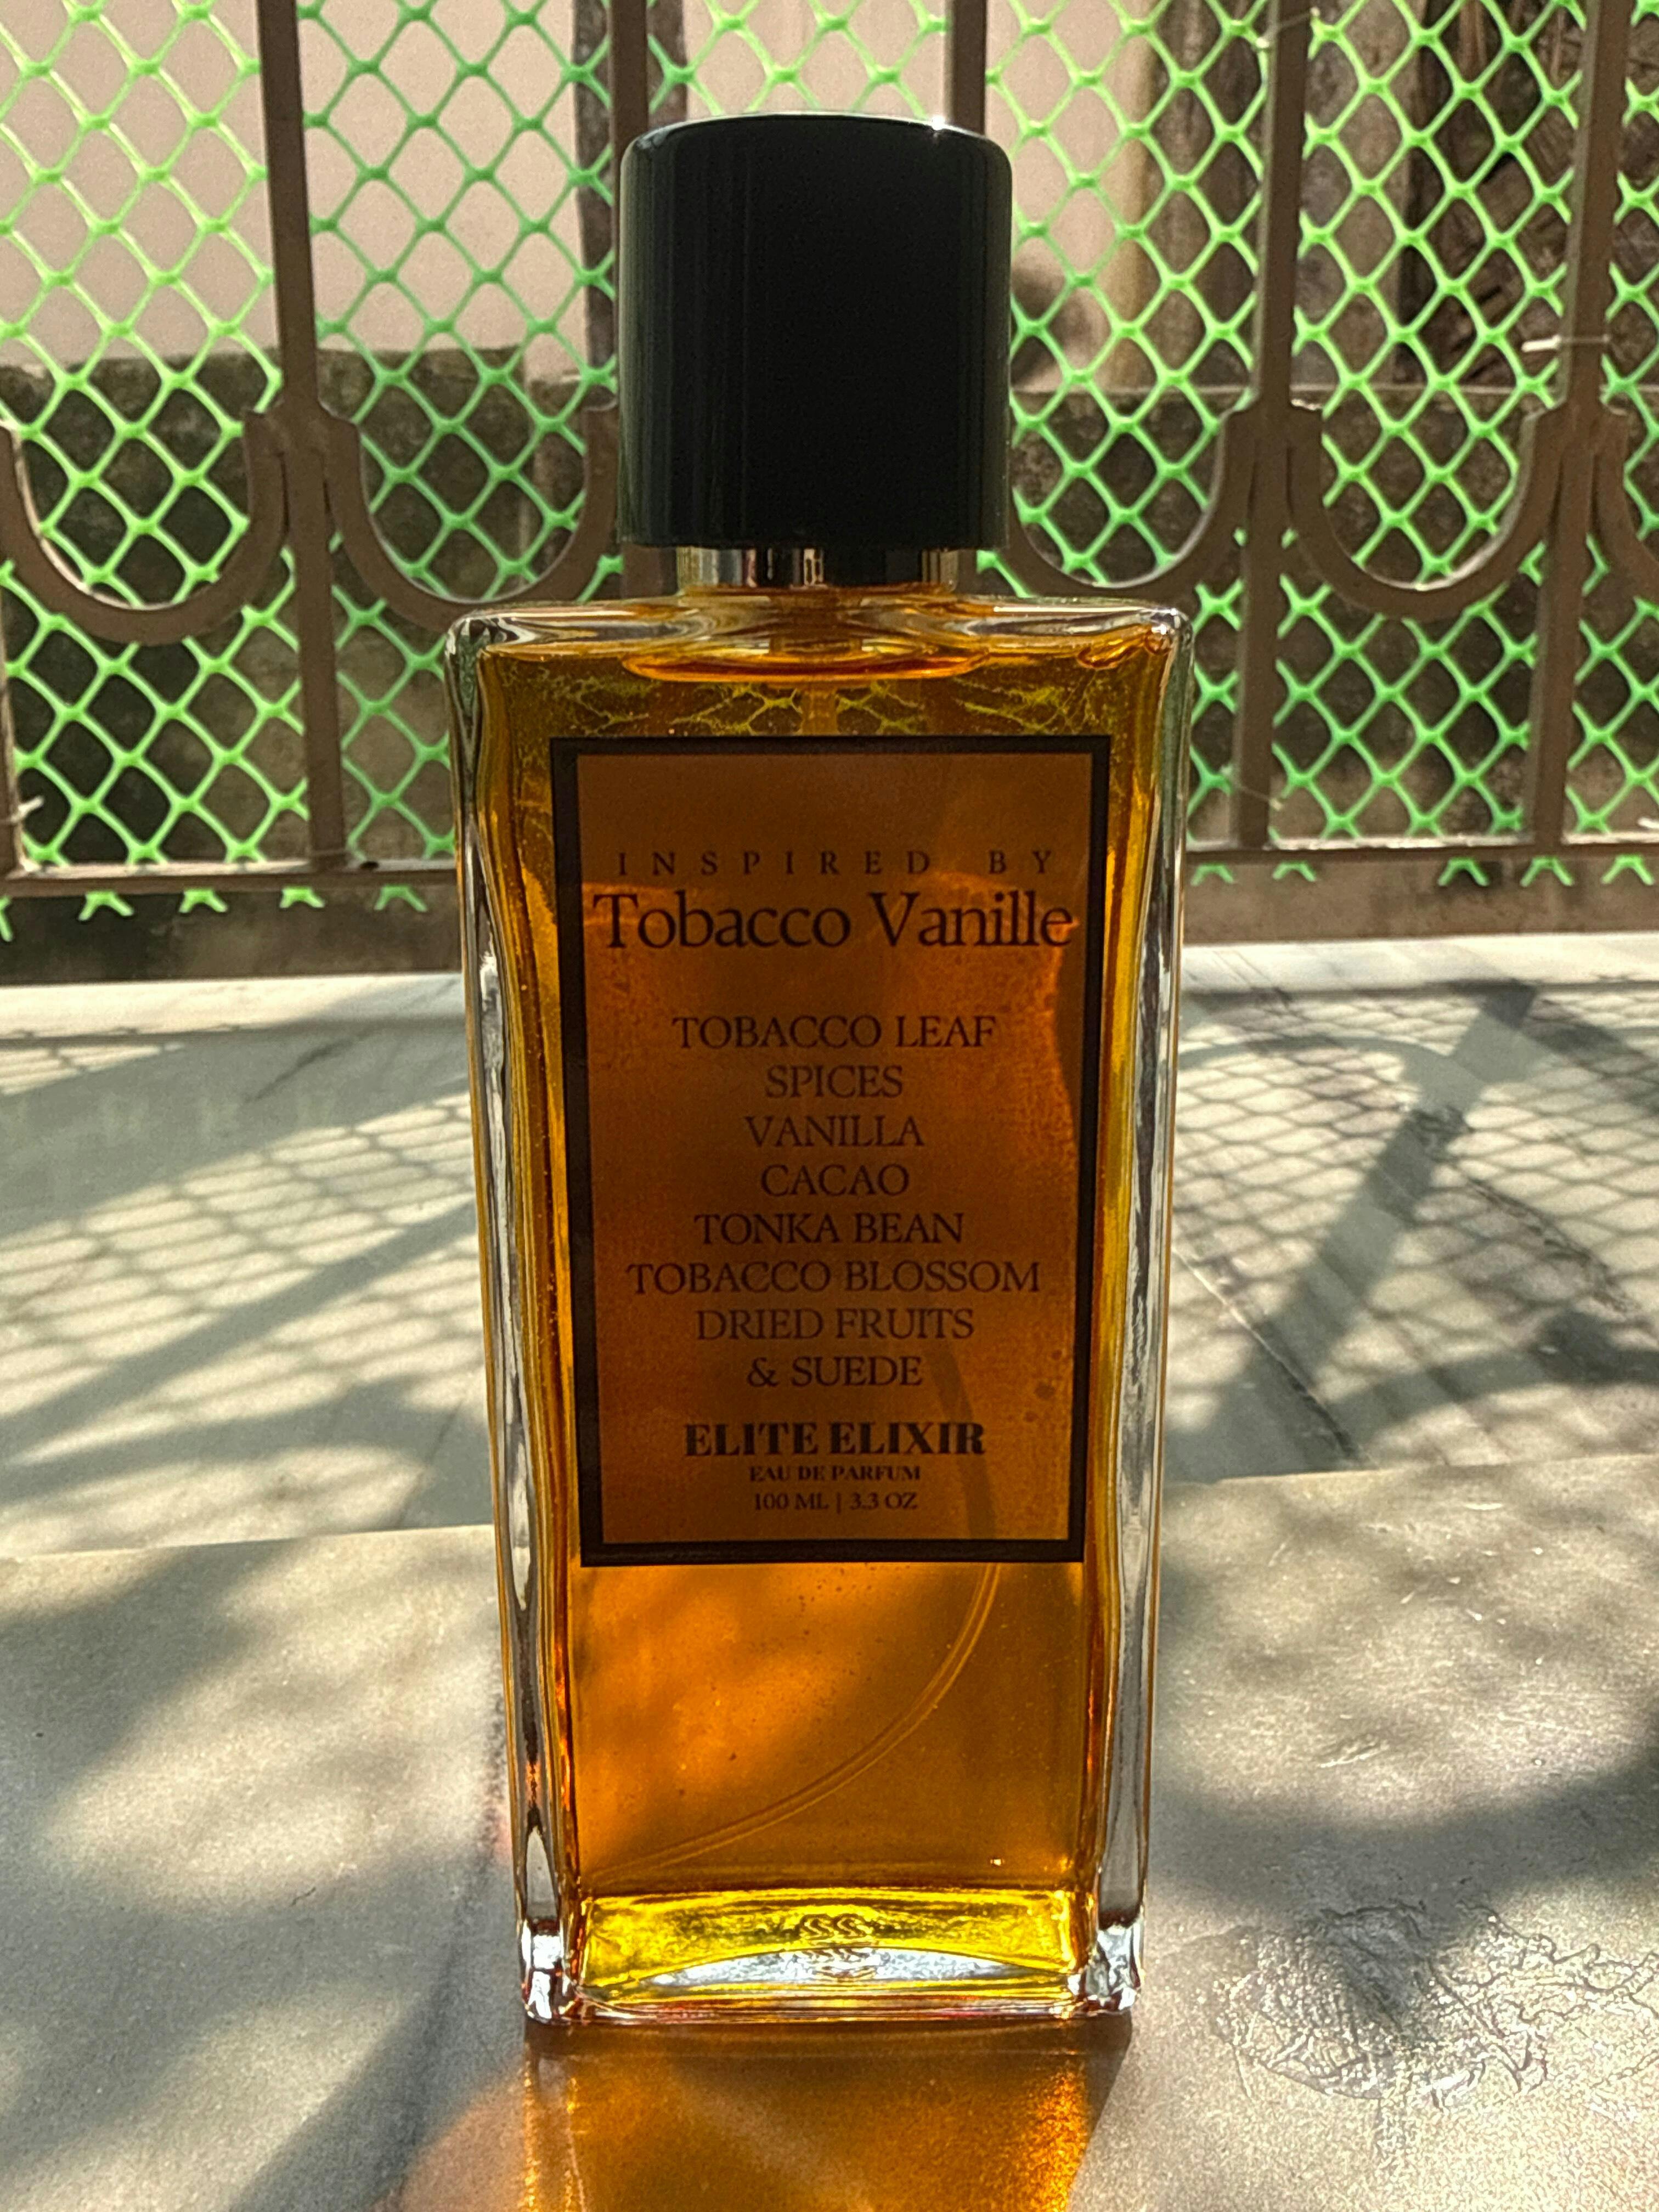 INSPIRED BY
Tobacco Vanille
TOBACCO LEAF
SPICES
VANILLA
CACAO
TONKA BEAN
TOBACCO BLOSSOM
DRIED FRUITS
& SUEDE
ELITE ELIXIR
EAU DE PARFUM
100 ML | 3.3 OZ